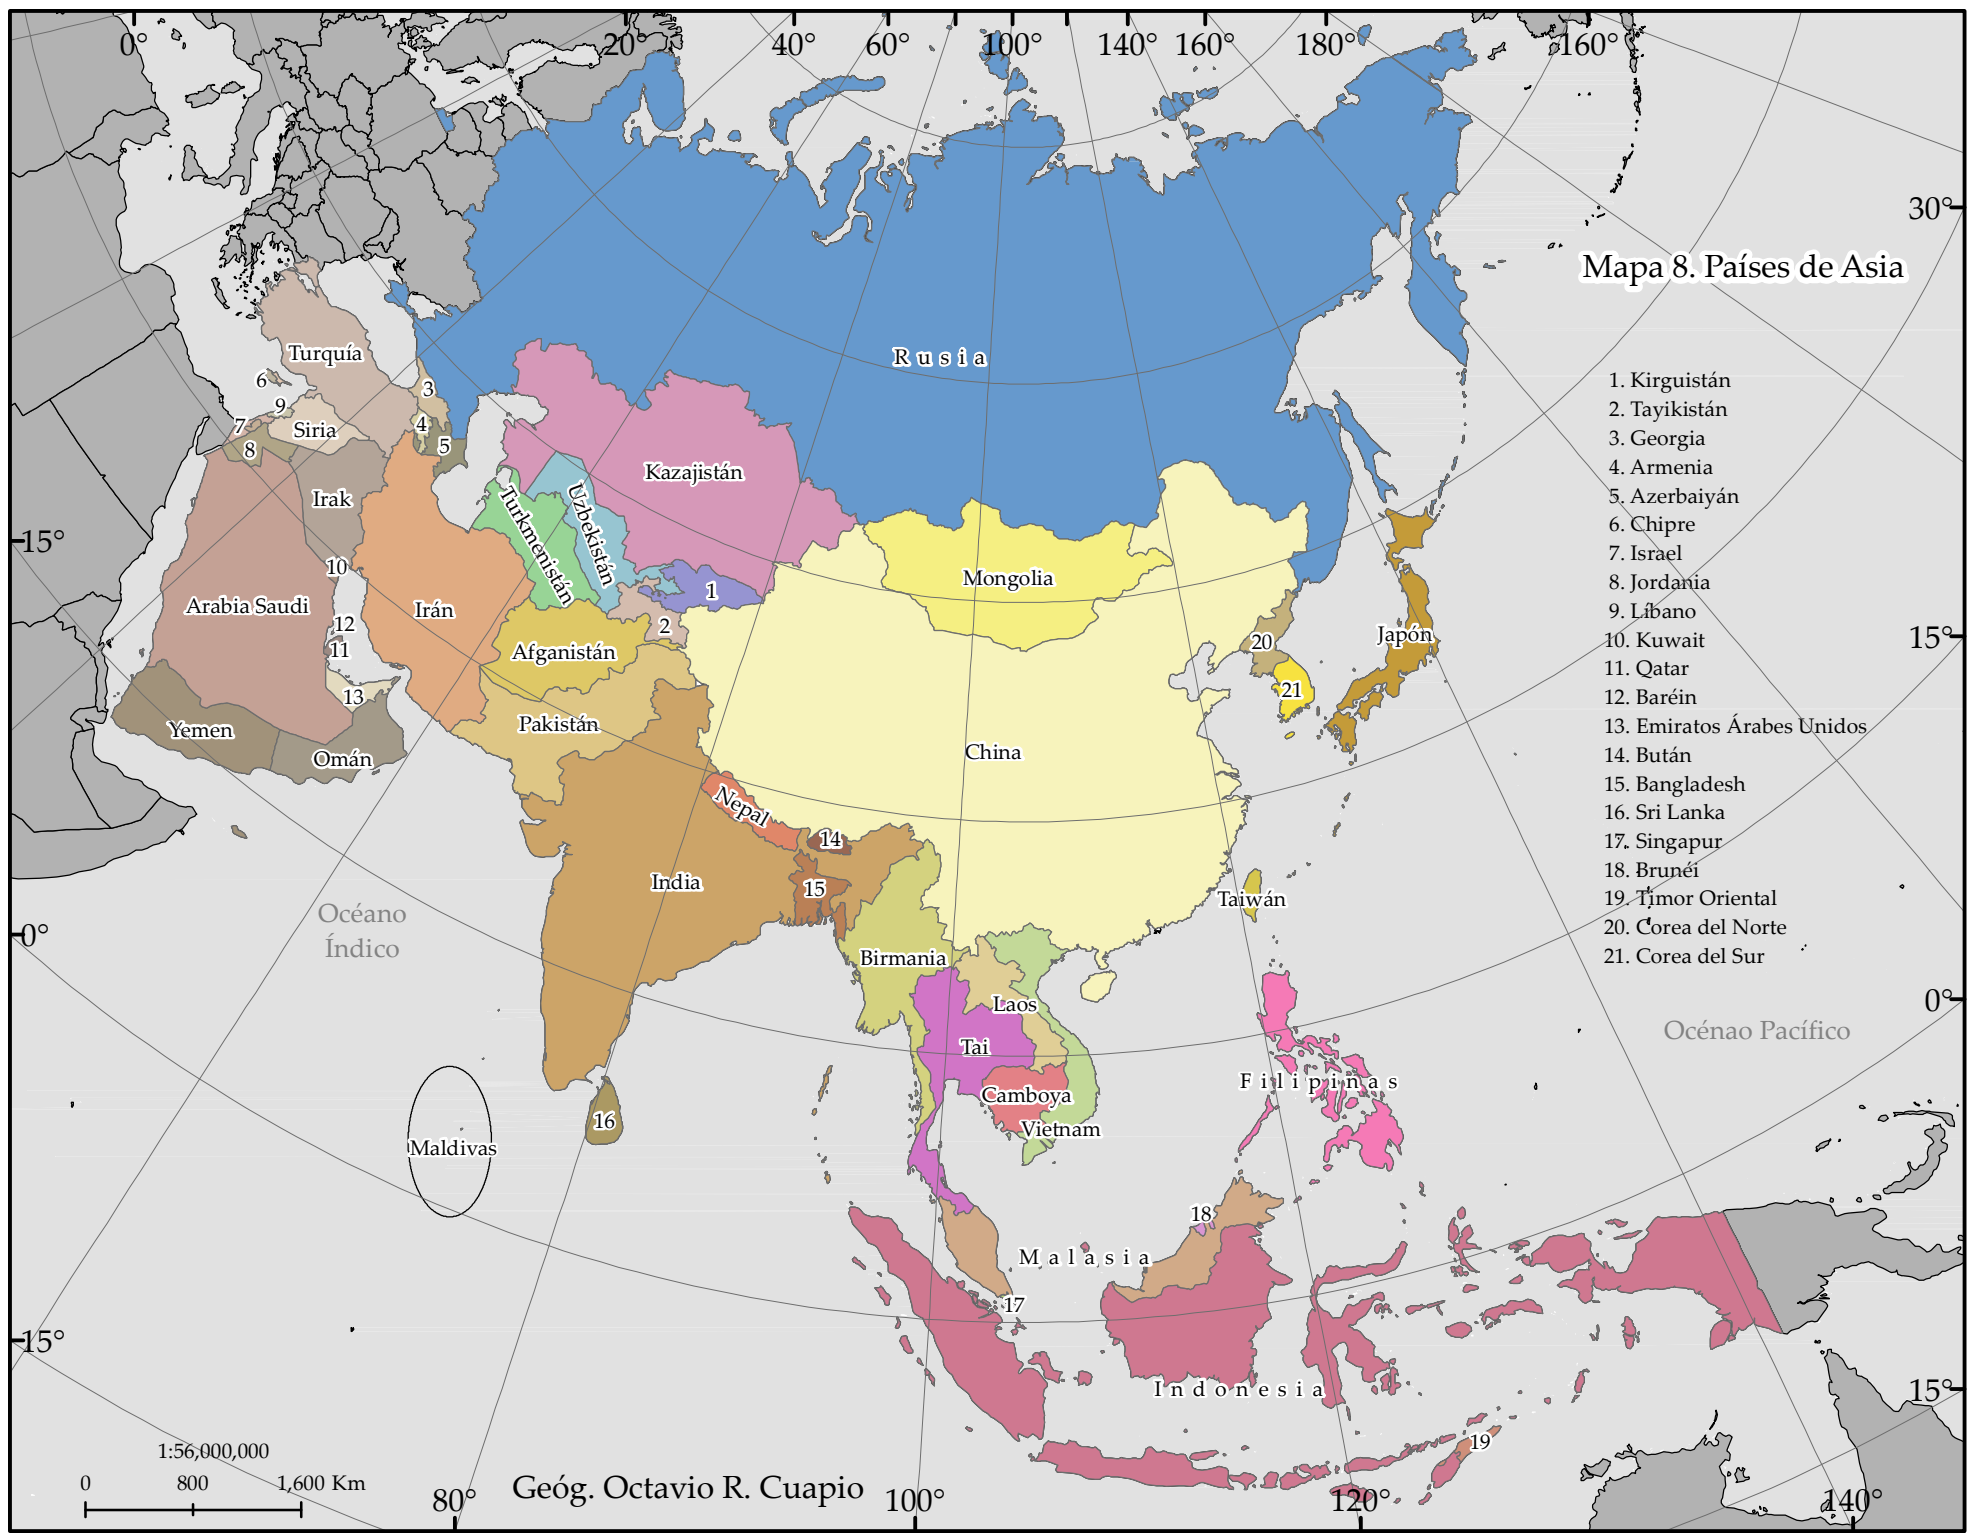 0° 20° 40° 60° 100° 140° 160° 180° 160°
30°
Mapa 8. Países de Asia
Rusia
Turquía
6
3
9
7
4
Siria
8
5
Kazajistán
Irak
Turkmenistán
Uzbekistán
15°
10
Mongolia
1
Arabia Saudi
Irán
12
2
11
Afganistán
20
Japón
15°
13
21
Yemen
Pakistán
Omán
China
Nepal
14
India
15
Taiwán
Océano
Índico
0°
Birmania
Laos
0°
Océnao Pacífico
Tai
Filipinas
Camboya
16
Vietnam
Maldivas
18
Malasia
17
15°
Indonesia
15°
19
1. Kirguistán
2. Tayikistán
3. Georgia
4. Armenia
5. Azerbaiyán
6. Chipre
7. Israel
8. Jordania
9. Líbano
10. Kuwait
11. Qatar
12. Baréin
13. Emiratos Árabes Unidos
14. Bután
15. Bangladesh
16. Sri Lanka
17. Singapur
18. Brunéi
19. Timor Oriental
20. Corea del Norte
21. Corea del Sur
1:56,000,000
0 800 1,600 Km
Geóg. Octavio R. Cuapio
80° 100° 120° 140°